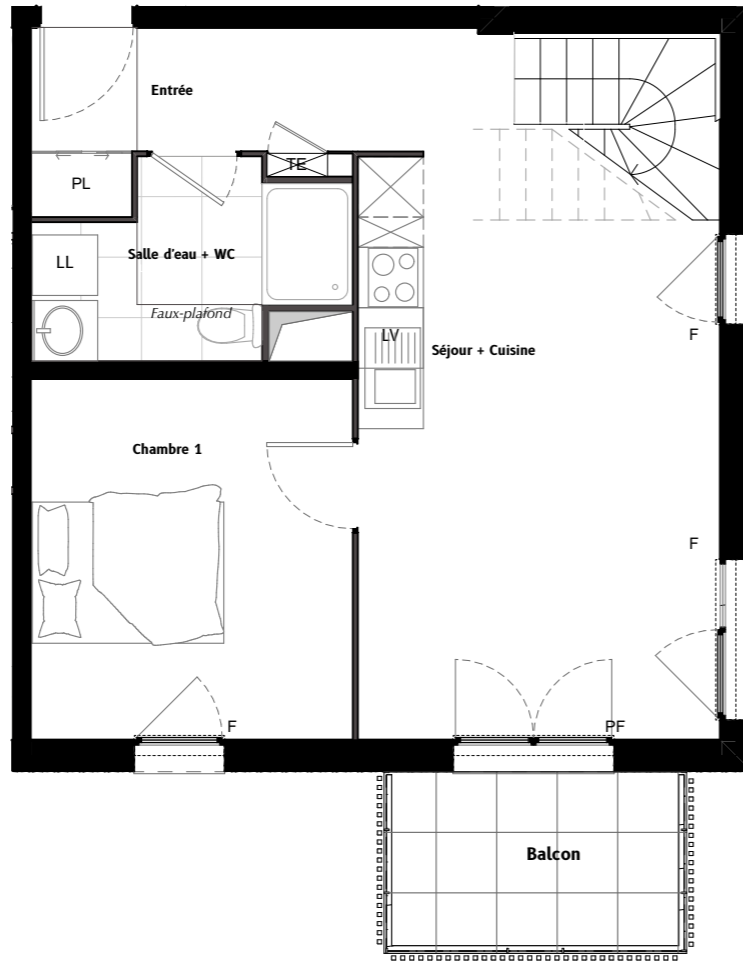 Entrée
TE
PL
Salle d'eau + WC
LL
Faux-plafond
F
LV
Séjour + Cuisine
Chambre 1
F
F
PF
Balcon